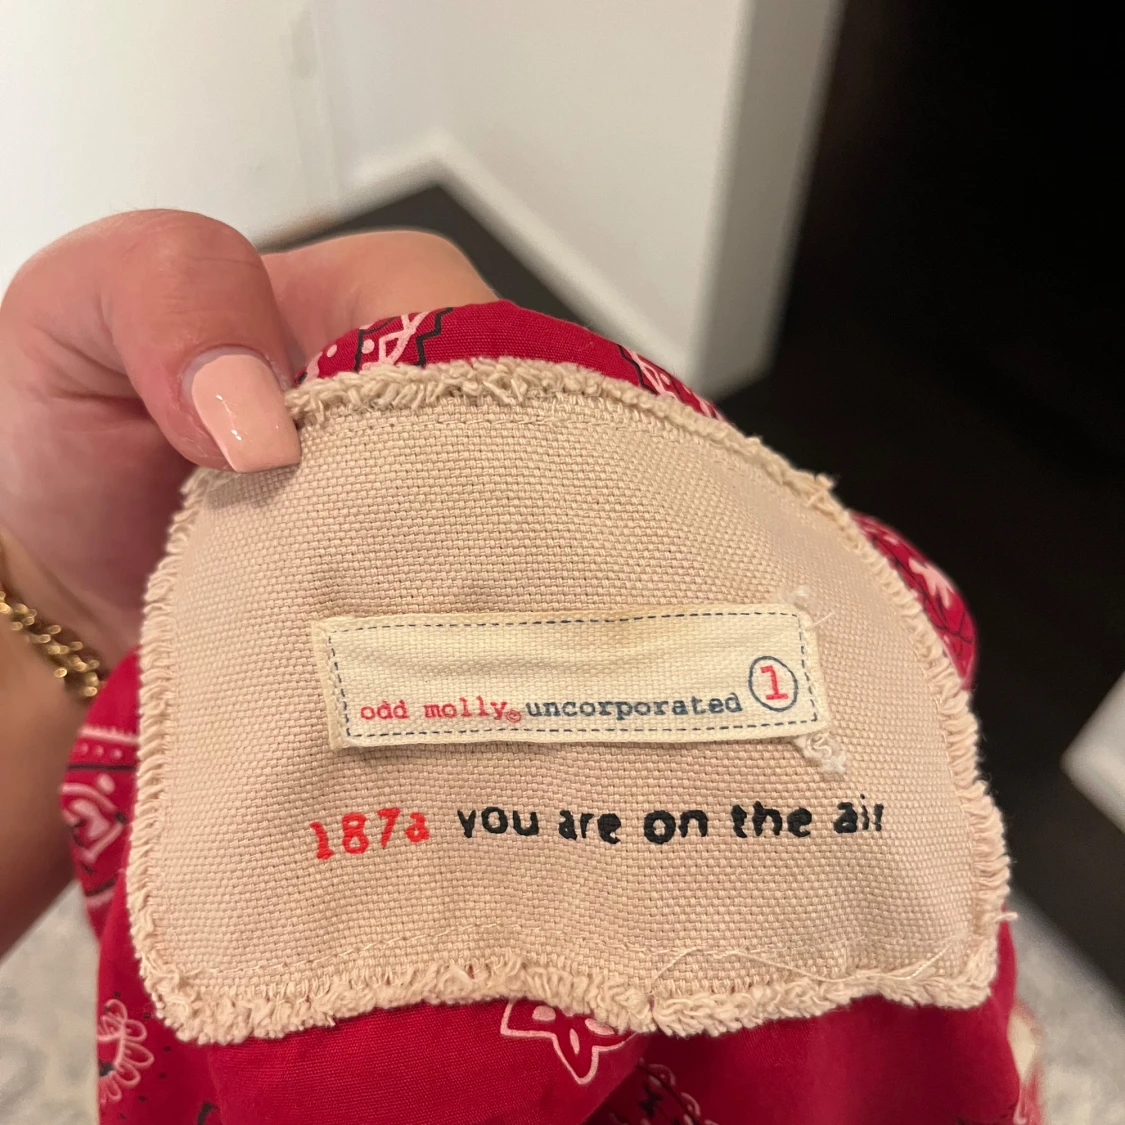 odd molly® uncorporated 1
187a you are on the air